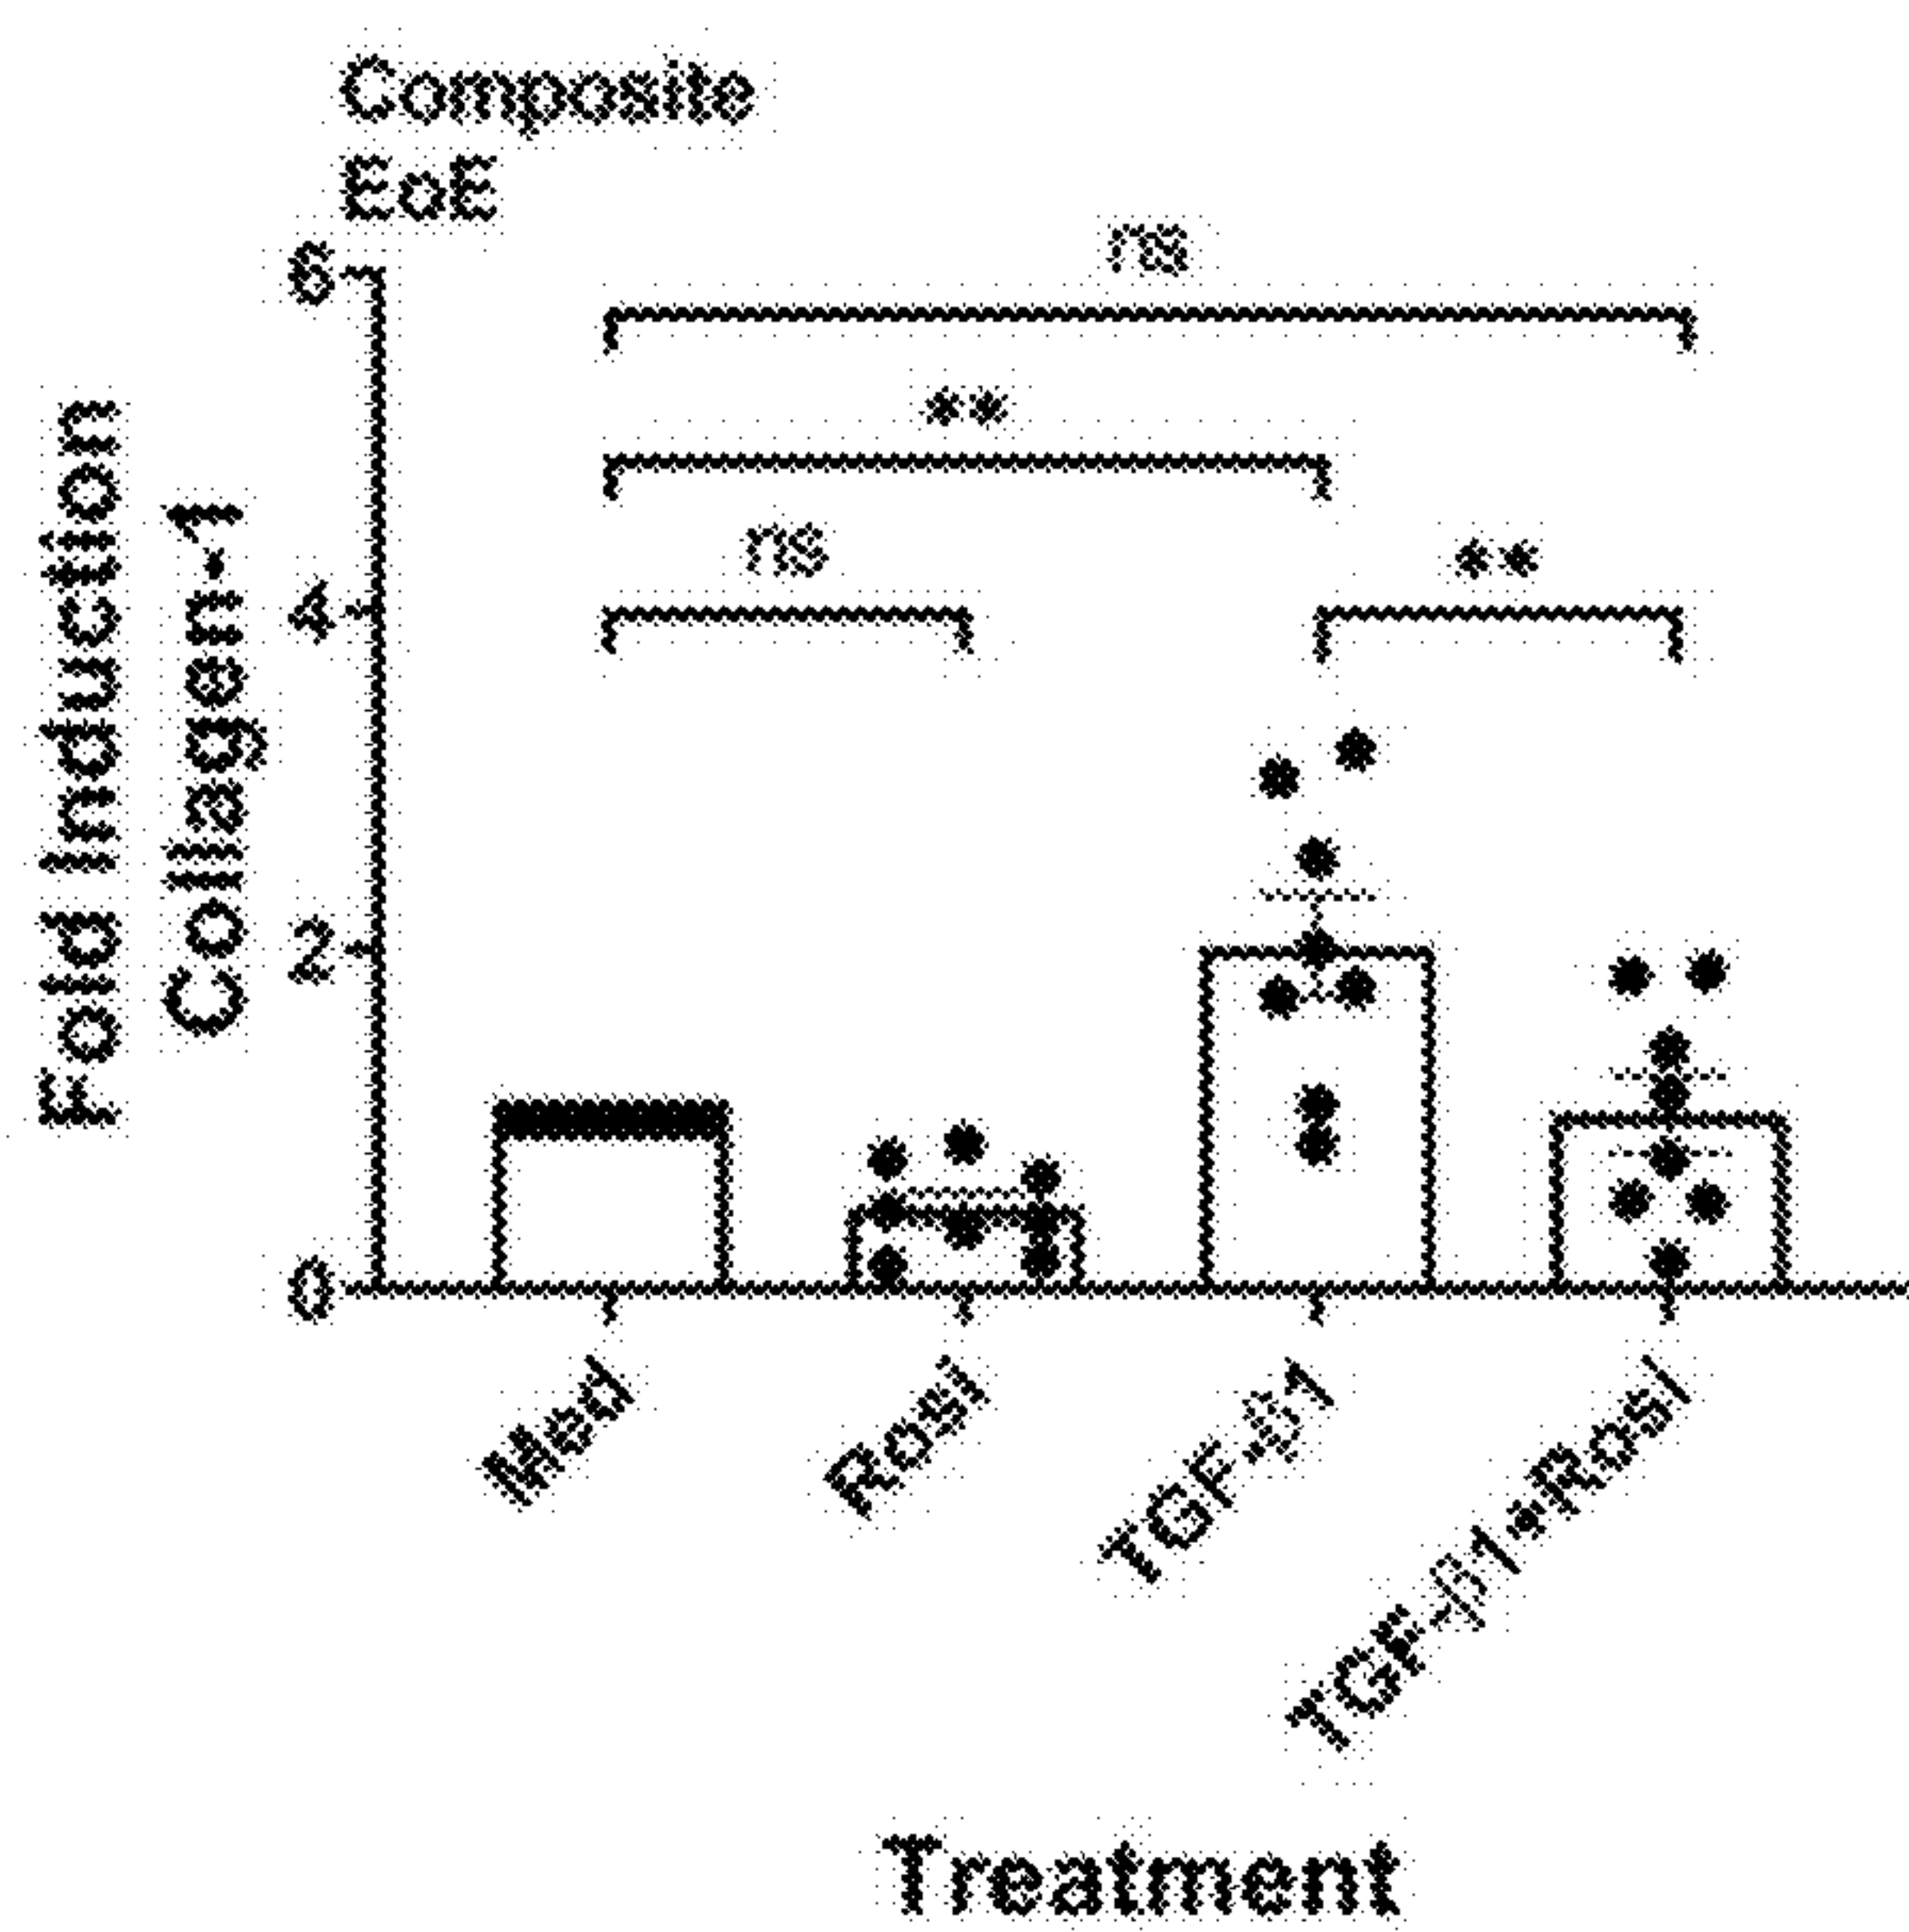 Composite
EoE
Fold Induction
Collagen-1
6
4
2
0
ns
**
ns
**
Med
Rosi
TGF-β1
TGF-β1+Rosi
Treatment